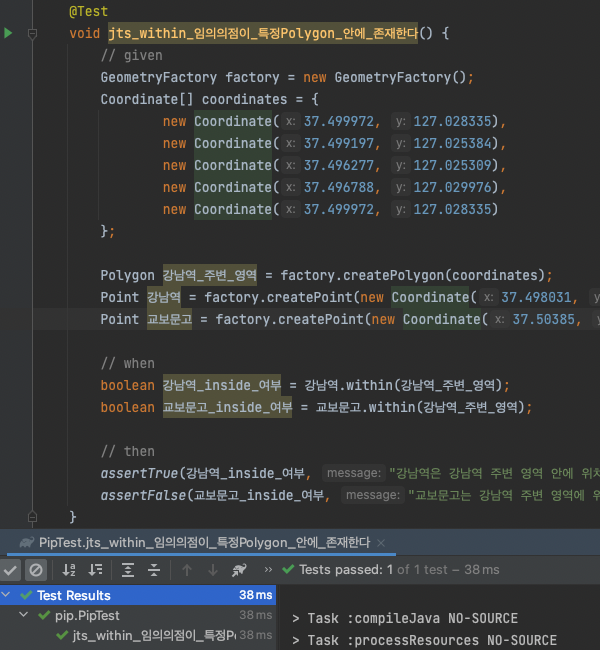 @Test
void jts_within_임의의점이_특정Polygon_안에_존재한다() {
// given
GeometryFactory factory = new GeometryFactory();
Coordinate[] coordinates = {
new Coordinate( x: 37.499972, y: 127.028335),
new Coordinate( x: 37.499197, y: 127.025384),
new Coordinate( x: 37.496277, y: 127.025309),
new Coordinate( x: 37.496788, y: 127.029976),
new Coordinate( x: 37.499972, y: 127.028335)
};
Polygon 강남역_주변_영역 = factory.createPolygon(coordinates);
Point 강남역 = factory.createPoint(new Coordinate( x: 37.498031, y
Point 교보문고 = factory.createPoint(new Coordinate( x: 37.50385,
// when
boolean 강남역_inside_여부 = 강남역.within(강남역_주변_영역);
boolean 교보문고_inside_여부 = 교보문고.within(강남역_주변_영역);
// then
assertTrue(강남역_inside_여부, message: "강남역은 강남역 주변 영역 안에 위치
assertFalse(교보문고_inside_여부, message: "교보문고는 강남역 주변 영역에 위
}
PipTest.jts_within_임의의점이_특정Polygon_안에_존재한다 ×
Tests passed: 1 of 1 test – 38 ms
Test Results 38 ms
pip.PipTest 38 ms
jts_within_임의의점이_특정P 38 ms
> Task :compileJava NO-SOURCE
> Task :processResources NO-SOURCE